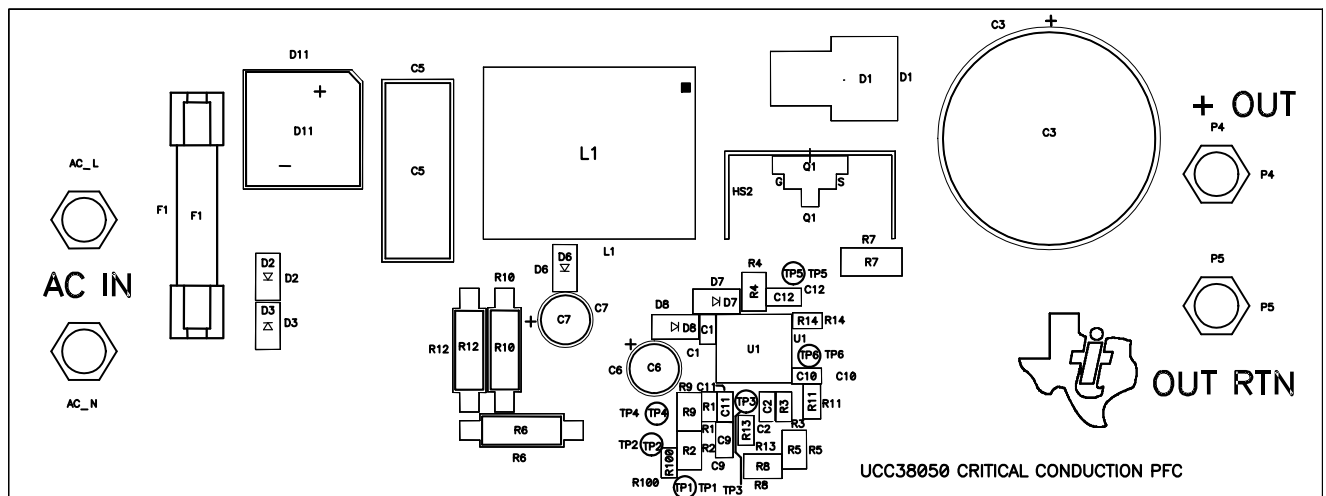 C3 +
D11
C5
D1 D1
+ D11 −
C5
L1
C3
+ OUT
P4
P4
AC_L
HS2
Q1
G S
Q1
F1 F1
L1
R7
R7
P5
P5
D2 D2
D6 D6
R4
R4
TP5 TP5
AC IN
R10
D7
D7
C12 C12
D3 D3
+ C7 C7
D8
D8
C1
C1
R14 R14
R12 R12
R10
U1
U1
+ C6 C6
TP6 TP6
C10 C10
AC_N
R9 C11
OUT RTN
TP4 TP4
R9 R1 C11 TP3 C2 R3 R11 R11
R6
R1
R13
C2
R3
TP2 TP2
R2 R2
C9
R13
R5 R5
R6
R100
C9
R8
UCC38050 CRITICAL CONDUCTION PFC
R100
TP1 TP1
TP3
R8